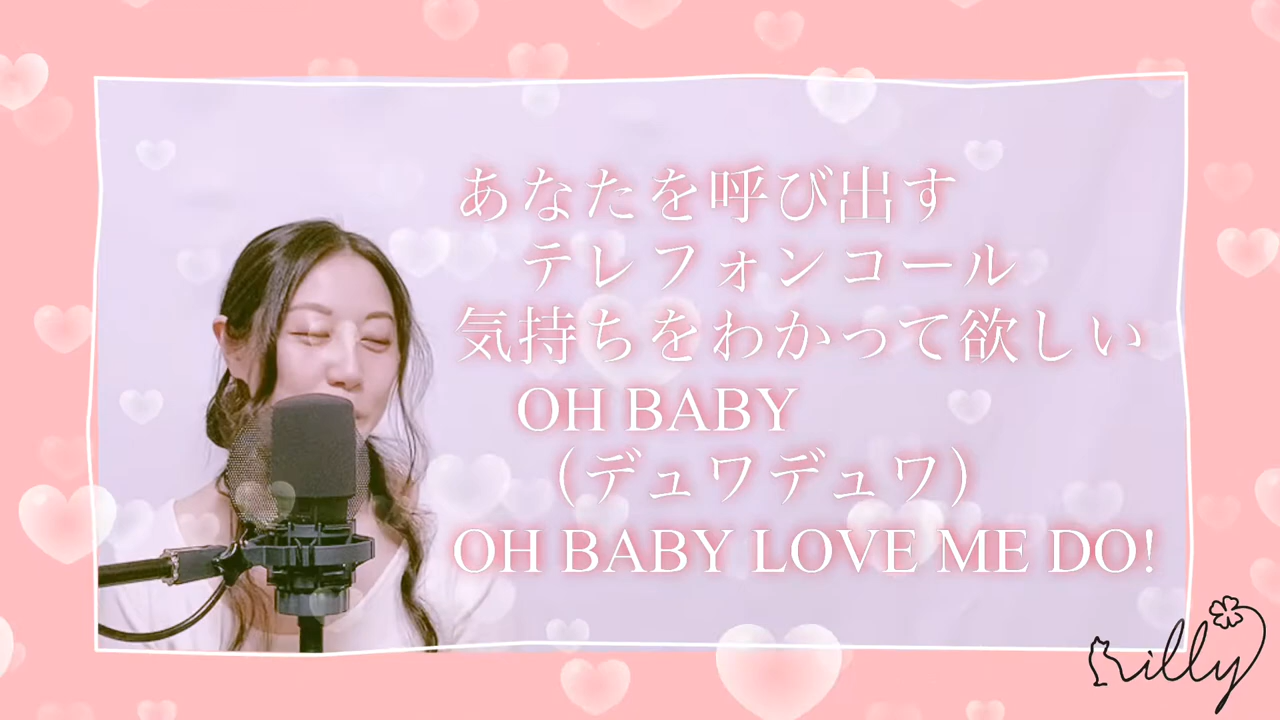 あなたを呼び出す
テレフォンコール
気持ちをわかって欲しい
OH BABY
（デュワデュワ）
OH BABY LOVE ME DO!